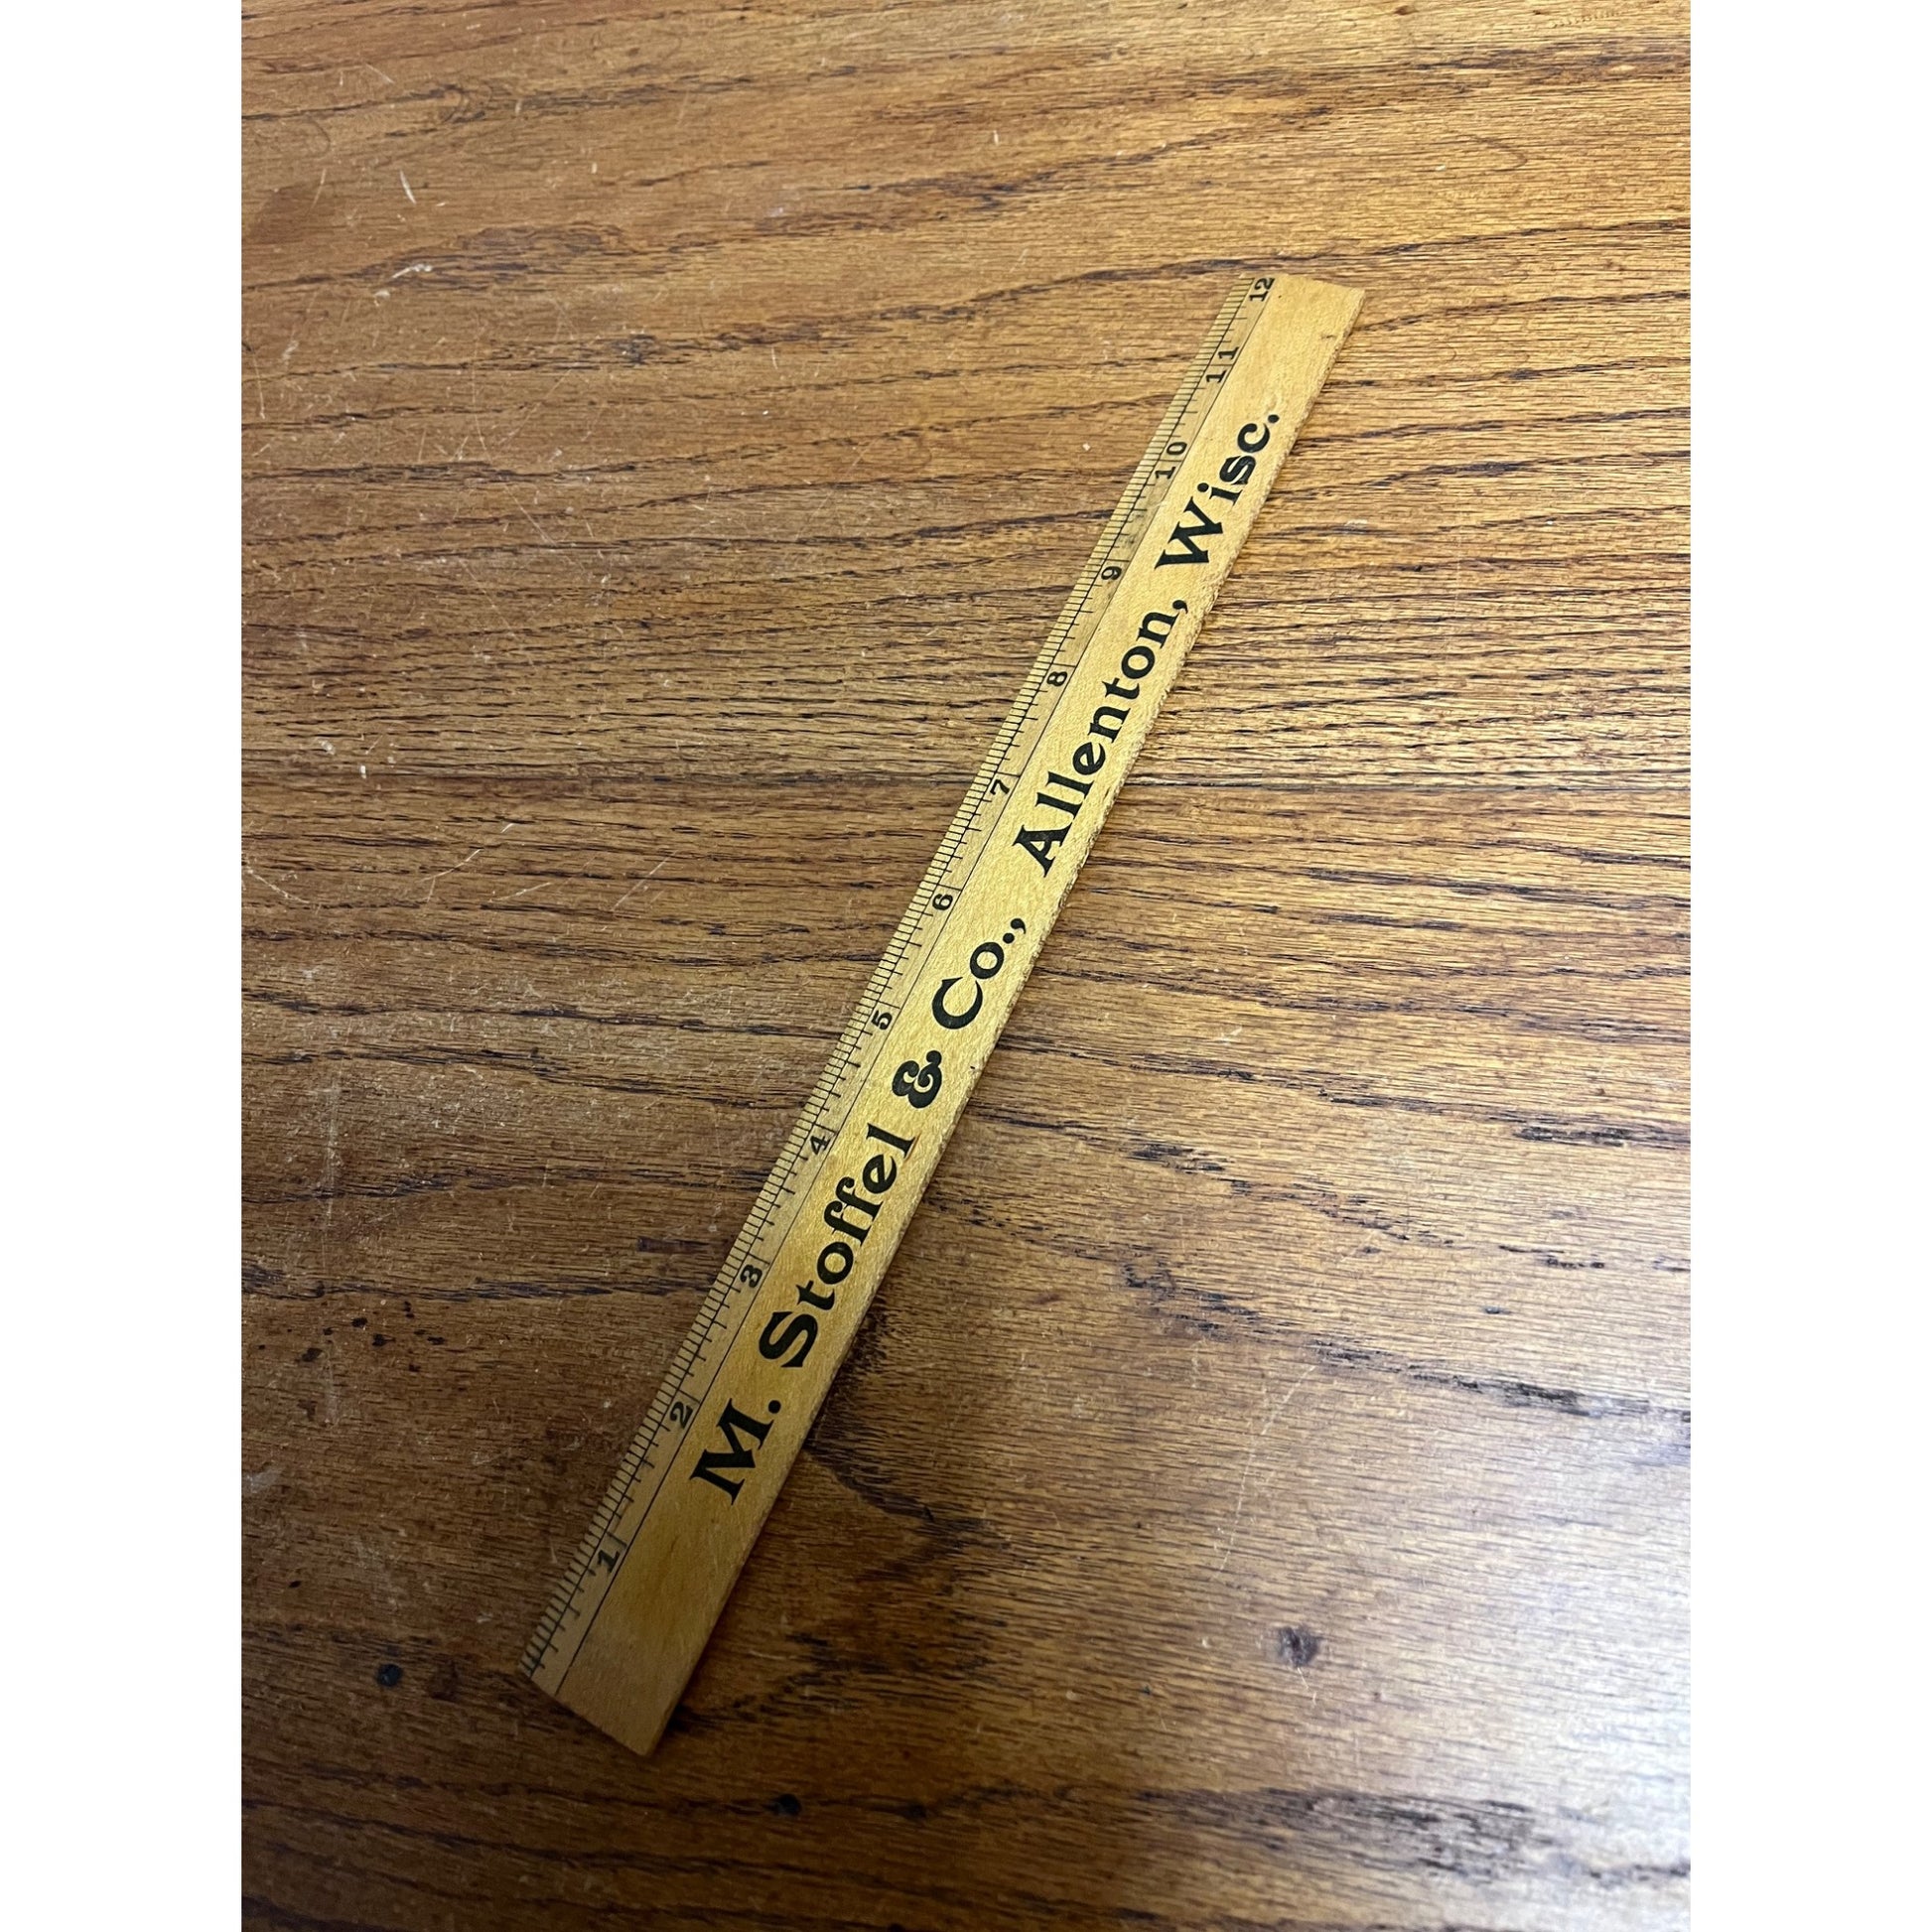 1 2 3 4 5 6 7 8 9 10 11 12
M. Stoffel & Co., Allenton, Wisc.